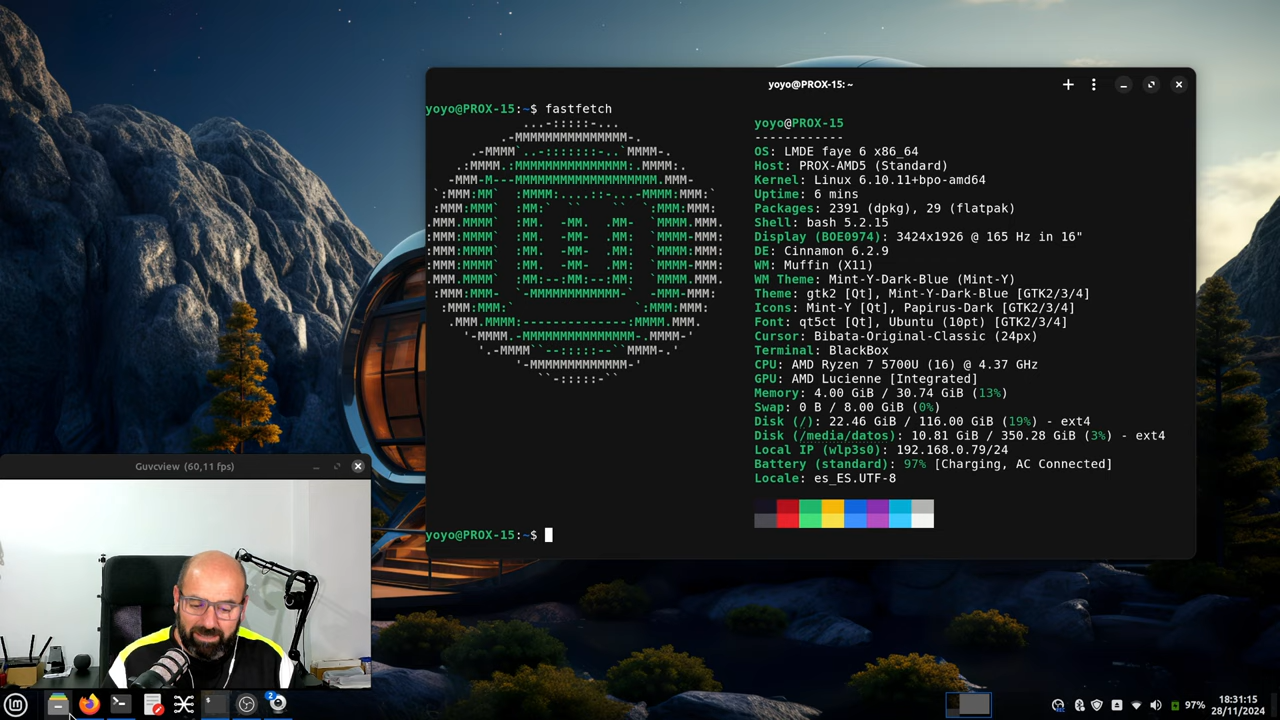 yoyo@PROX-15: ~
yoyo@PROX-15:~$ fastfetch
yoyo@PROX-15
------------
OS: LMDE faye 6 x86_64
Host: PROX-AMD5 (Standard)
Kernel: Linux 6.10.11+bpo-amd64
Uptime: 6 mins
Packages: 2391 (dpkg), 29 (flatpak)
Shell: bash 5.2.15
Display (BOE0974): 3424x1926 @ 165 Hz in 16"
DE: Cinnamon 6.2.9
WM: Muffin (X11)
WM Theme: Mint-Y-Dark-Blue (Mint-Y)
Theme: gtk2 [Qt], Mint-Y-Dark-Blue [GTK2/3/4]
Icons: Mint-Y [Qt], Papirus-Dark [GTK2/3/4]
Font: qt5ct [Qt], Ubuntu (10pt) [GTK2/3/4]
Cursor: Bibata-Original-Classic (24px)
Terminal: BlackBox
CPU: AMD Ryzen 7 5700U (16) @ 4.37 GHz
GPU: AMD Lucienne [Integrated]
Memory: 4.00 GiB / 30.74 GiB (13%)
Swap: 0 B / 8.00 GiB (0%)
Disk (/): 22.46 GiB / 116.00 GiB (19%) - ext4
Disk (/media/datos): 10.81 GiB / 350.28 GiB (3%) - ext4
Local IP (wlp3s0): 192.168.0.79/24
Battery (standard): 97% [Charging, AC Connected]
Locale: es_ES.UTF-8
yoyo@PROX-15:~$
Guvcview (60,11 fps)
2
97%
18:31:15
28/11/2024